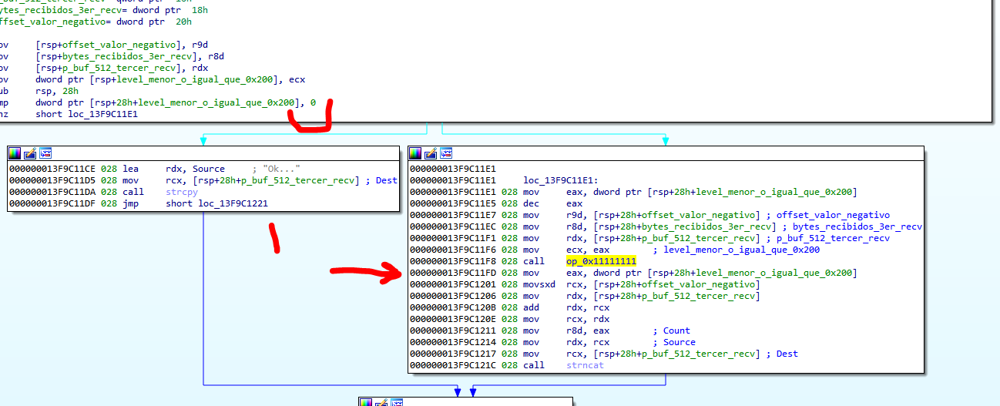 p_buf_512_tercer_recv= qword ptr 10h
ytes_recibidos_3er_recv= dword ptr  18h
ffset_valor_negativo= dword ptr  20h
ov     [rsp+offset_valor_negativo], r9d
ov     [rsp+bytes_recibidos_3er_recv], r8d
ov     [rsp+p_buf_512_tercer_recv], rdx
ov     dword ptr [rsp+level_menor_o_igual_que_0x200], ecx
ub     rsp, 28h
mp     dword ptr [rsp+28h+level_menor_o_igual_que_0x200], 0
nz     short loc_13F9C11E1
000000013F9C11CE 028 lea     rdx, Source     ; "Ok..."
000000013F9C11D5 028 mov     rcx, [rsp+28h+p_buf_512_tercer_recv] ; Dest
000000013F9C11DA 028 call    strcpy
000000013F9C11DF 028 jmp     short loc_13F9C1221
000000013F9C11E1
000000013F9C11E1     loc_13F9C11E1:
000000013F9C11E1 028 mov     eax, dword ptr [rsp+28h+level_menor_o_igual_que_0x200]
000000013F9C11E5 028 dec     eax
000000013F9C11E7 028 mov     r9d, [rsp+28h+offset_valor_negativo] ; offset_valor_negativo
000000013F9C11EC 028 mov     r8d, [rsp+28h+bytes_recibidos_3er_recv] ; bytes_recibidos_3er_recv
000000013F9C11F1 028 mov     rdx, [rsp+28h+p_buf_512_tercer_recv] ; p_buf_512_tercer_recv
000000013F9C11F6 028 mov     ecx, eax        ; level_menor_o_igual_que_0x200
000000013F9C11F8 028 call    op_0x11111111
000000013F9C11FD 028 mov     eax, dword ptr [rsp+28h+level_menor_o_igual_que_0x200]
000000013F9C1201 028 movsxd  rcx, [rsp+28h+offset_valor_negativo]
000000013F9C1206 028 mov     rdx, [rsp+28h+p_buf_512_tercer_recv]
000000013F9C120B 028 add     rdx, rcx
000000013F9C120E 028 mov     rcx, rdx
000000013F9C1211 028 mov     r8d, eax        ; Count
000000013F9C1214 028 mov     rdx, rcx        ; Source
000000013F9C1217 028 mov     rcx, [rsp+28h+p_buf_512_tercer_recv] ; Dest
000000013F9C121C 028 call    strncat